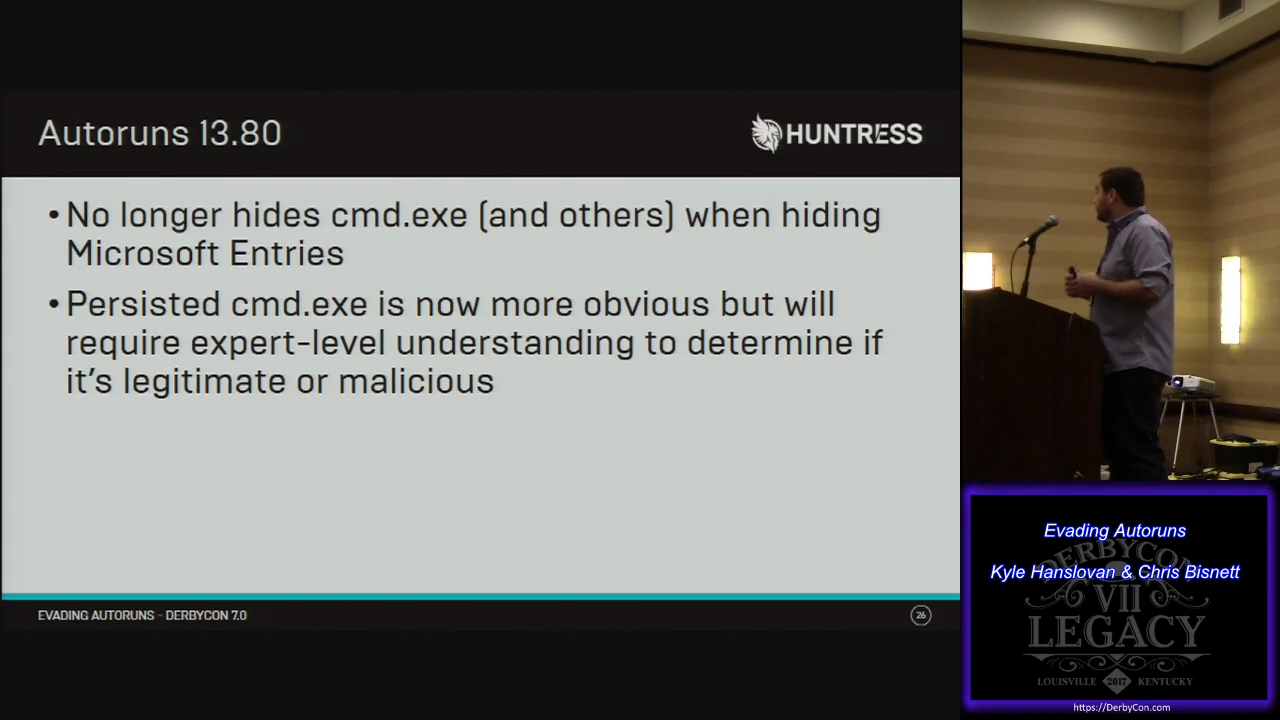 Autoruns 13.80
HUNTRESS
• No longer hides cmd.exe (and others) when hiding
Microsoft Entries
• Persisted cmd.exe is now more obvious but will
require expert-level understanding to determine if
it's legitimate or malicious
EVADING AUTORUNS - DERBYCON 7.0
26
Evading Autoruns
Kyle Hanslovan & Chris Bisnett
DERBYCON
VII
LEGACY
LOUISVILLE 2017 KENTUCKY
https://DerbyCon.com